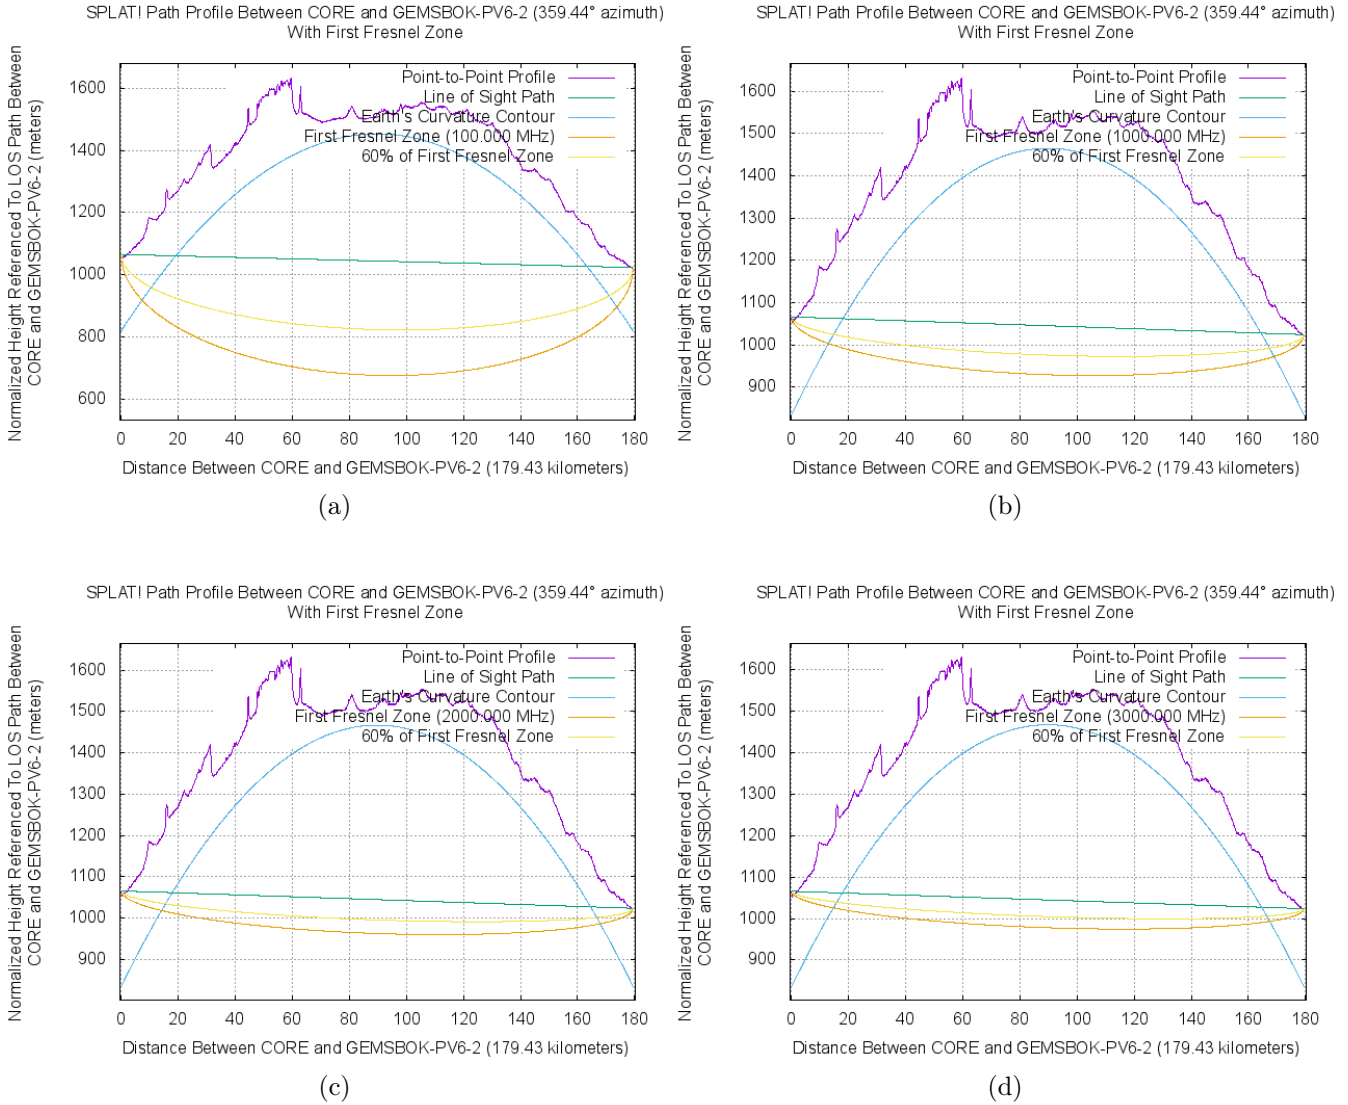 SPLAT! Path Profile Between CORE and GEMSBOK-PV6-2 (359.44° azimuth)
With First Fresnel Zone
Normalized Height Referenced To LOS Path Between
CORE and GEMSBOK-PV6-2 (meters)
1600
1400
1200
1000
800
600
Point-to-Point Profile
Line of Sight Path
Earth's Curvature Contour
First Fresnel Zone (100.000 MHz)
60% of First Fresnel Zone
0 20 40 60 80 100 120 140 160 180
Distance Between CORE and GEMSBOK-PV6-2 (179.43 kilometers)
(a)
SPLAT! Path Profile Between CORE and GEMSBOK-PV6-2 (359.44° azimuth)
With First Fresnel Zone
Normalized Height Referenced To LOS Path Between
CORE and GEMSBOK-PV6-2 (meters)
1600
1500
1400
1300
1200
1100
1000
900
Point-to-Point Profile
Line of Sight Path
Earth's Curvature Contour
First Fresnel Zone (1000.000 MHz)
60% of First Fresnel Zone
0 20 40 60 80 100 120 140 160 180
Distance Between CORE and GEMSBOK-PV6-2 (179.43 kilometers)
(b)
SPLAT! Path Profile Between CORE and GEMSBOK-PV6-2 (359.44° azimuth)
With First Fresnel Zone
Normalized Height Referenced To LOS Path Between
CORE and GEMSBOK-PV6-2 (meters)
1600
1500
1400
1300
1200
1100
1000
900
Point-to-Point Profile
Line of Sight Path
Earth's Curvature Contour
First Fresnel Zone (2000.000 MHz)
60% of First Fresnel Zone
0 20 40 60 80 100 120 140 160 180
Distance Between CORE and GEMSBOK-PV6-2 (179.43 kilometers)
(c)
SPLAT! Path Profile Between CORE and GEMSBOK-PV6-2 (359.44° azimuth)
With First Fresnel Zone
Normalized Height Referenced To LOS Path Between
CORE and GEMSBOK-PV6-2 (meters)
1600
1500
1400
1300
1200
1100
1000
900
Point-to-Point Profile
Line of Sight Path
Earth's Curvature Contour
First Fresnel Zone (3000.000 MHz)
60% of First Fresnel Zone
0 20 40 60 80 100 120 140 160 180
Distance Between CORE and GEMSBOK-PV6-2 (179.43 kilometers)
(d)